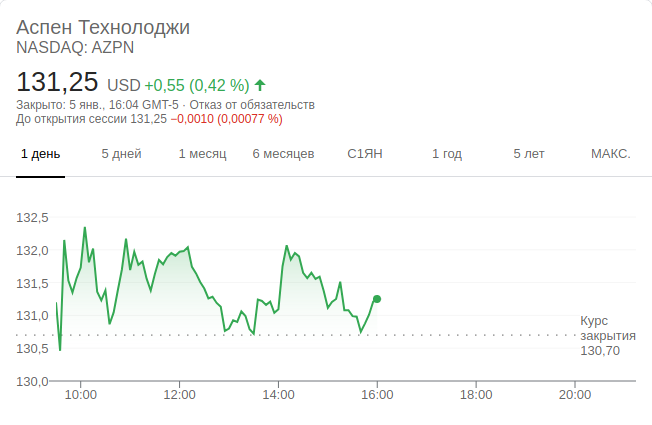 Аспен Технолоджи
NASDAQ: AZPN
131,25 USD +0,55 (0,42 %)
Закрыто: 5 янв., 16:04 GMT-5 · Отказ от обязательств
До открытия сессии 131,25 −0,0010 (0,00077 %)
1 день 5 дней 1 месяц 6 месяцев С1ЯН 1 год 5 лет МАКС.
132,5
132,0
131,5
131,0
130,5
130,0
Курс
закрытия
130,70
10:00 12:00 14:00 16:00 18:00 20:00